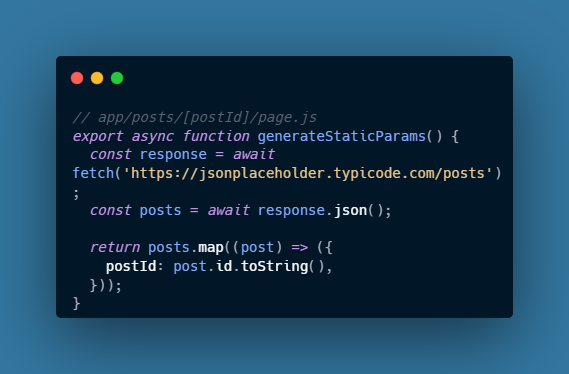 // app/posts/[postId]/page.js
export async function generateStaticParams() {
  const response = await
fetch('https://jsonplaceholder.typicode.com/posts')
;
  const posts = await response.json();

  return posts.map((post) => ({
    postId: post.id.toString(),
  }));
}